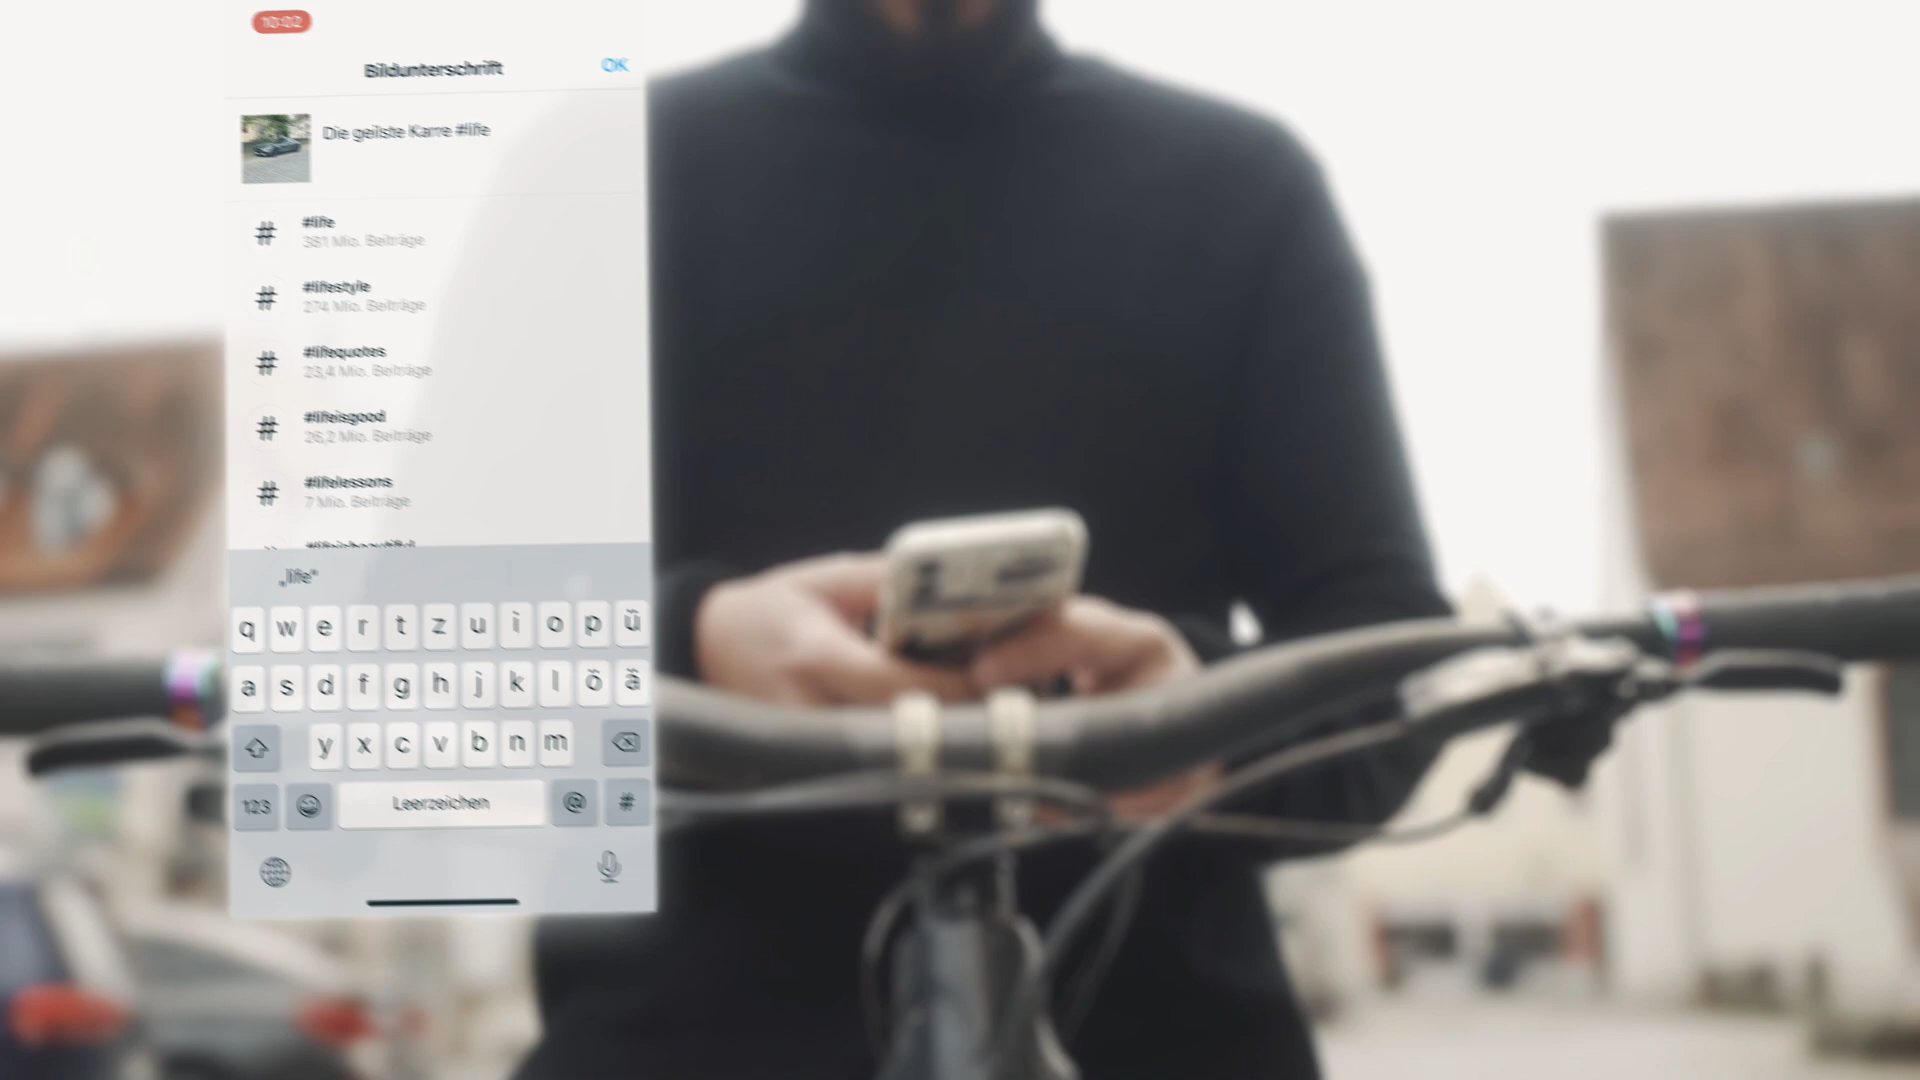 10:02
Bildunterschrift
OK
Die geilste Karre #life
#life
381 Mio. Beiträge
#lifestyle
274 Mio. Beiträge
#lifequotes
23,4 Mio. Beiträge
#lifeisgood
26,2 Mio. Beiträge
#lifelessons
7 Mio. Beiträge
#lifeisbeautiful
„life“
q w e r t z u i o p ü
a s d f g h j k l ö ä
y x c v b n m
123
Leerzeichen
@
#